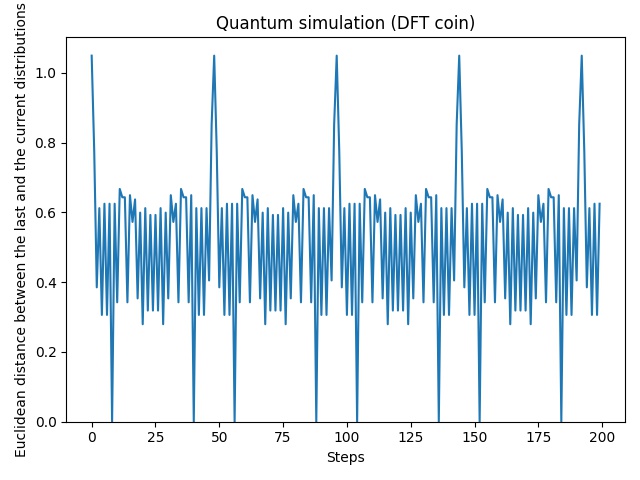 Quantum simulation (DFT coin)
Euclidean distance between the last and the current distributions
1.0
0.8
0.6
0.4
0.2
0.0
0 25 50 75 100 125 150 175 200
Steps